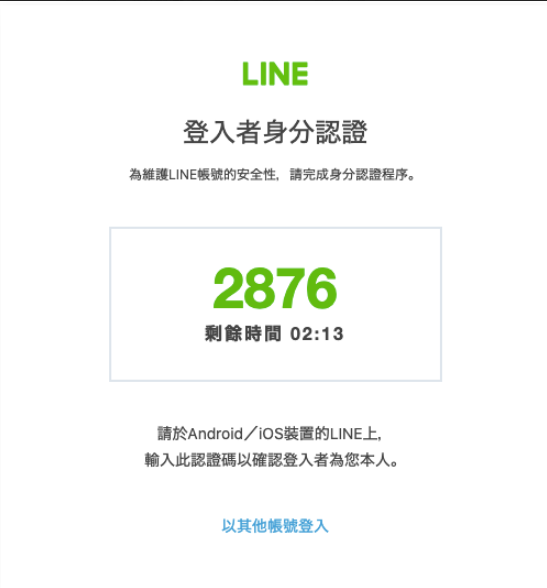 LINE
登入者身分認證
為維護LINE帳號的安全性，請完成身分認證程序。
2876
剩餘時間 02:13
請於Android／iOS裝置的LINE上，
輸入此認證碼以確認登入者為您本人。
以其他帳號登入